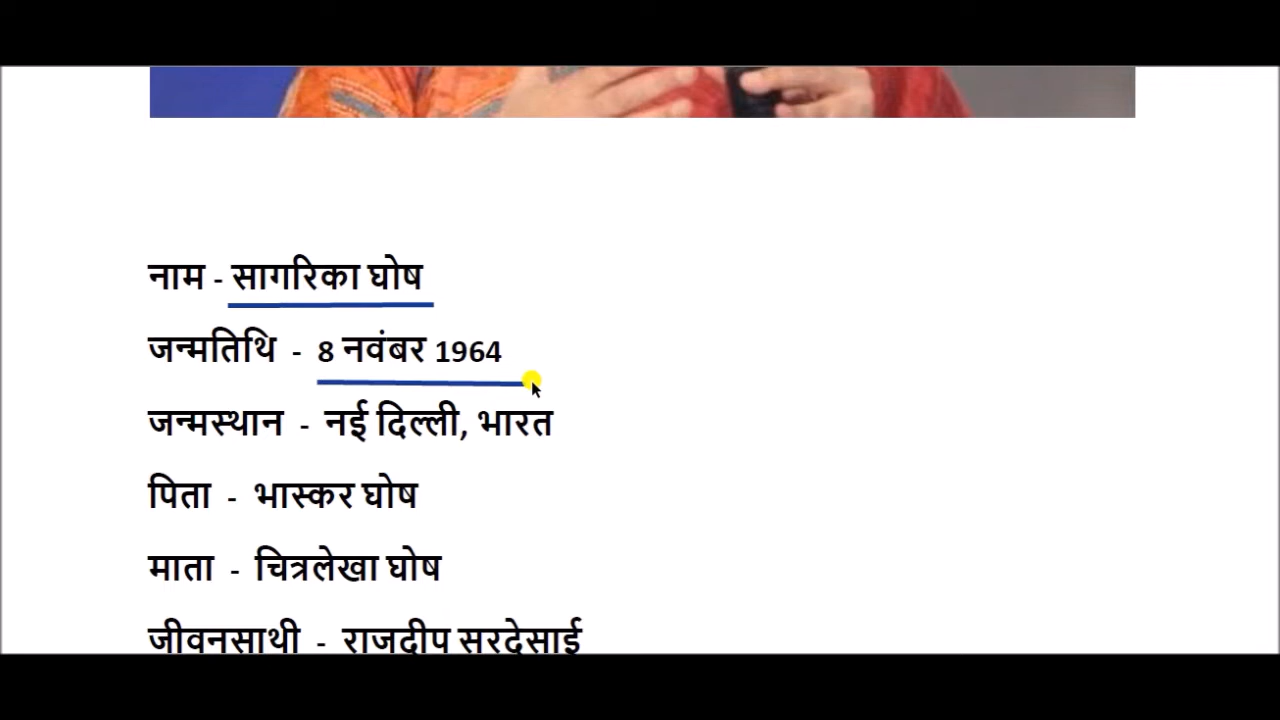 नाम - सागरिका घोष
जन्मतिथि - 8 नवंबर 1964
जन्मस्थान - नई दिल्ली, भारत
पिता - भास्कर घोष
माता - चित्रलेखा घोष
जीवनसाथी - राजदीप सरदेसाई